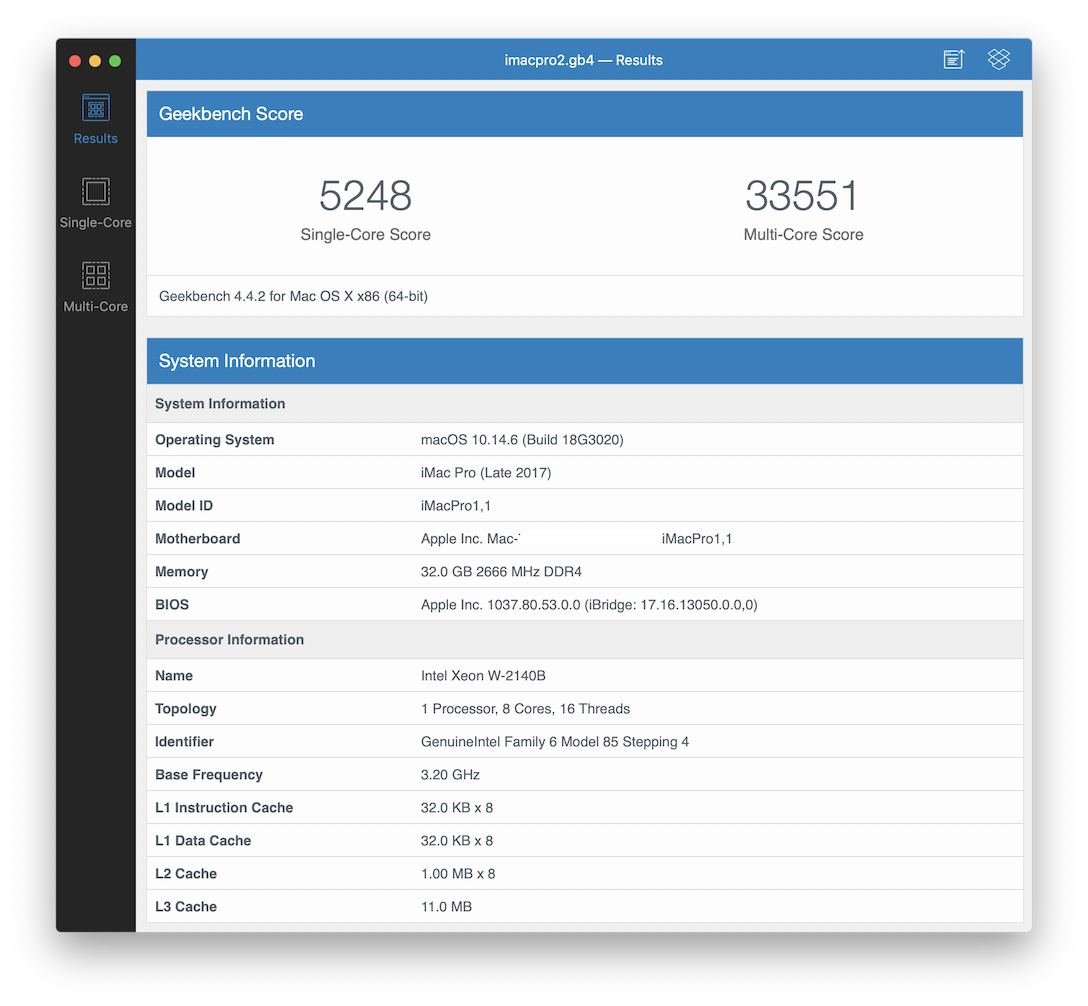 imacpro2.gb4 — Results
Results
Single-Core
Multi-Core
Geekbench Score
5248
Single-Core Score
33551
Multi-Core Score
Geekbench 4.4.2 for Mac OS X x86 (64-bit)
System Information
System Information
Operating System macOS 10.14.6 (Build 18G3020)
Model iMac Pro (Late 2017)
Model ID iMacPro1,1
Motherboard Apple Inc. Mac- iMacPro1,1
Memory 32.0 GB 2666 MHz DDR4
BIOS Apple Inc. 1037.80.53.0.0 (iBridge: 17.16.13050.0.0,0)
Processor Information
Name Intel Xeon W-2140B
Topology 1 Processor, 8 Cores, 16 Threads
Identifier GenuineIntel Family 6 Model 85 Stepping 4
Base Frequency 3.20 GHz
L1 Instruction Cache 32.0 KB x 8
L1 Data Cache 32.0 KB x 8
L2 Cache 1.00 MB x 8
L3 Cache 11.0 MB